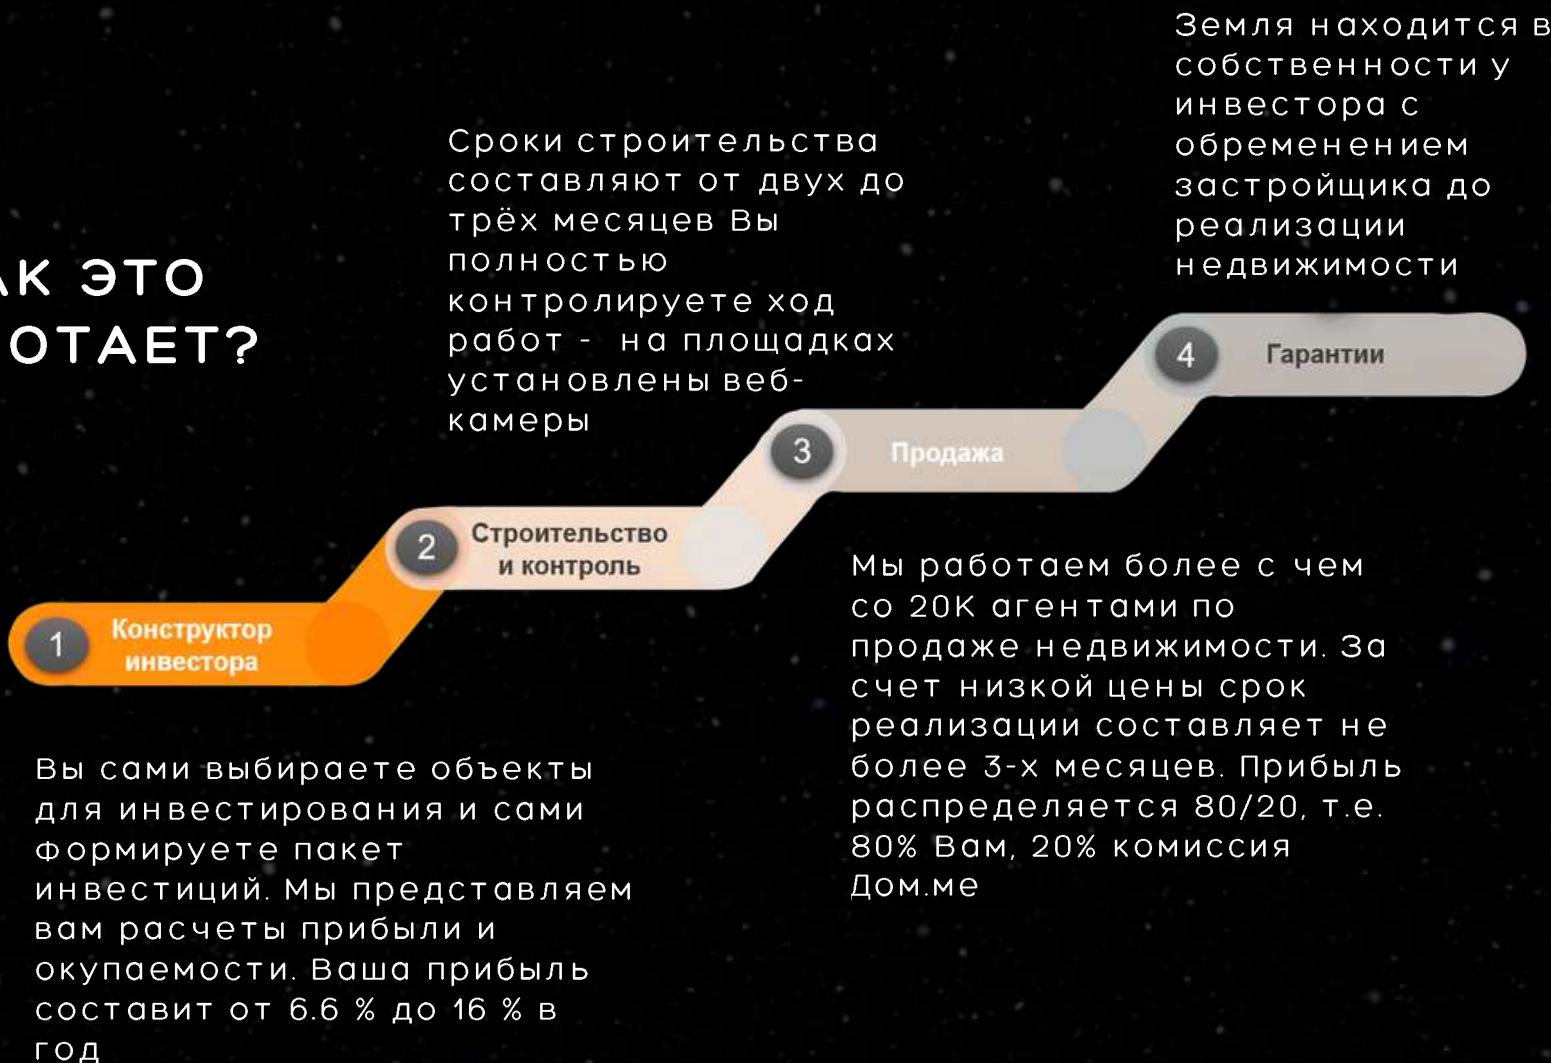 АК ЭТО
ОТАЕТ?
1
Конструктор
инвестора
Вы сами выбираете объекты
для инвестирования и сами
формируете пакет
инвестиций. Мы представляем
вам расчеты прибыли и
окупаемости. Ваша прибыль
составит от 6.6 % до 16 % в
год
Сроки строительства
составляют от двух до
трёх месяцев Вы
полностью
контролируете ход
работ - на площадках
установлены веб-
камеры
2
Строительство
и контроль
3
Продажа
Мы работаем более с чем
со 20К агентами по
продаже недвижимости. За
счет низкой цены срок
реализации составляет не
более 3-х месяцев. Прибыль
распределяется 80/20, т.е.
80% Вам, 20% комиссия
Дом.ме
Земля находится в
собственности у
инвестора с
обременением
застройщика до
реализации
недвижимости
4
Гарантии